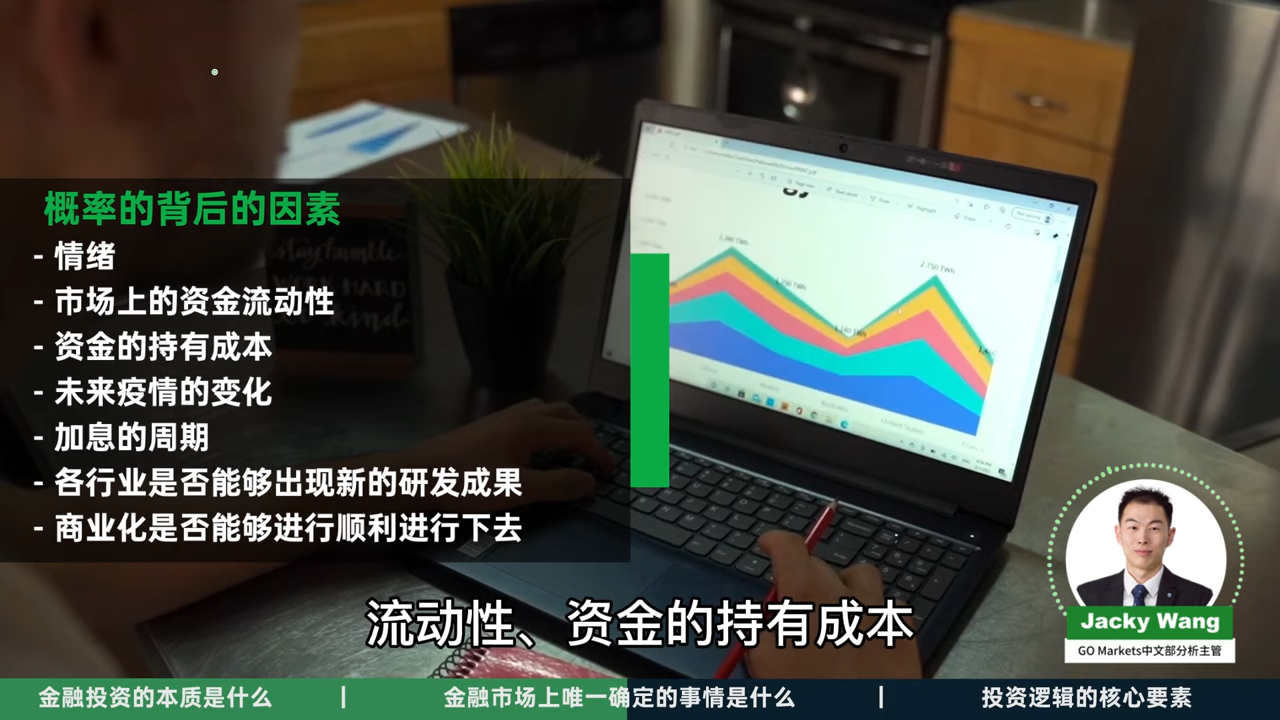 概率的背后的因素
- 情绪
- 市场上的资金流动性
- 资金的持有成本
- 未来疫情的变化
- 加息的周期
- 各行业是否能够出现新的研发成果
- 商业化是否能够进行顺利进行下去
2,750 TWh
流动性、资金的持有成本
Jacky Wang
GO Markets中文部分析主管
金融投资的本质是什么 | 金融市场上唯一确定的事情是什么 | 投资逻辑的核心要素